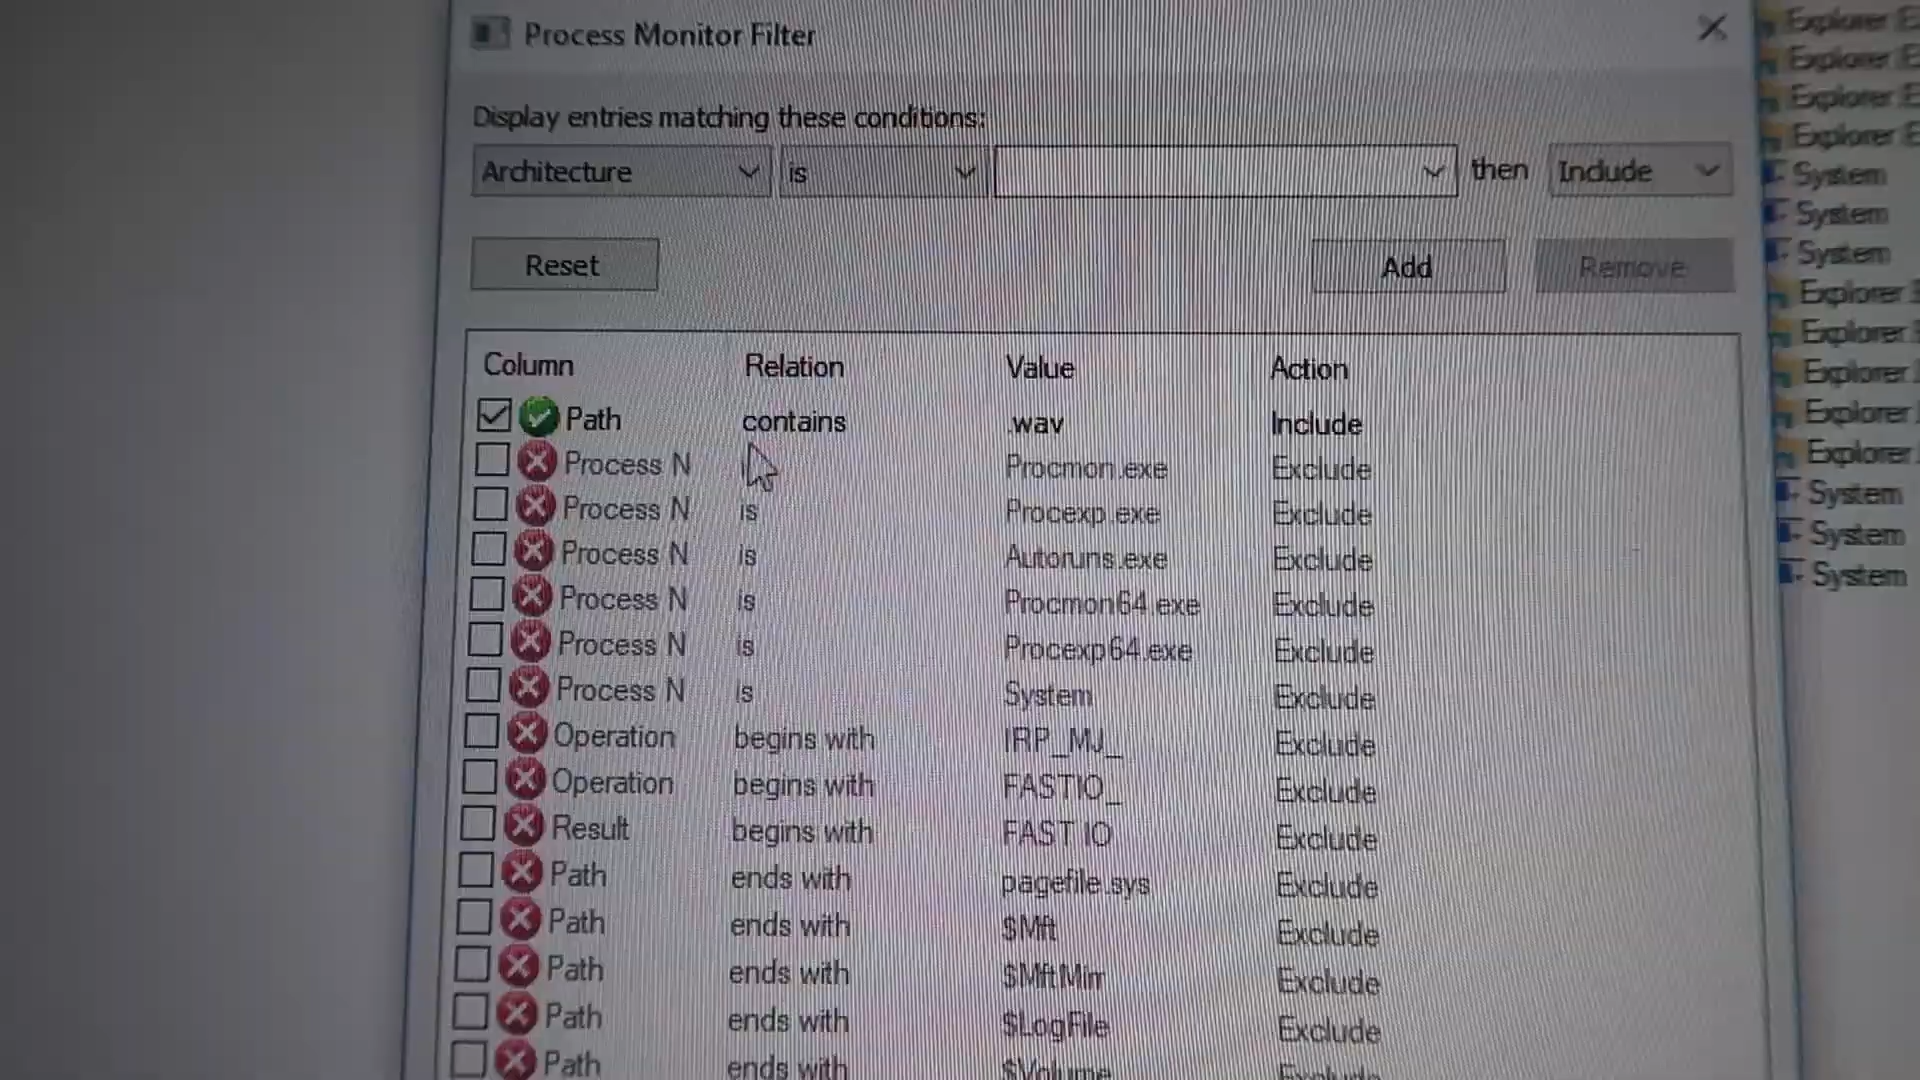 Process Monitor Filter
Display entries matching these conditions:
Architecture is then Include
Reset Add Remove
Column Relation Value Action
Path contains .wav Include
Process N Procmon.exe Exclude
Process N is Procexp.exe Exclude
Process N is Autoruns.exe Exclude
Process N is Procmon64.exe Exclude
Process N is Procexp64.exe Exclude
Process N is System Exclude
Operation begins with IRP_MJ_ Exclude
Operation begins with FASTIO_ Exclude
Result begins with FAST IO Exclude
Path ends with pagefile.sys Exclude
Path ends with $Mft Exclude
Path ends with $MftMirr Exclude
Path ends with $LogFile Exclude
Path ends with $Volume Exclude
Explorer
Explorer
Explorer
Explorer
System
System
System
Explorer
Explorer
Explorer
Explorer
Explorer
System
System
System